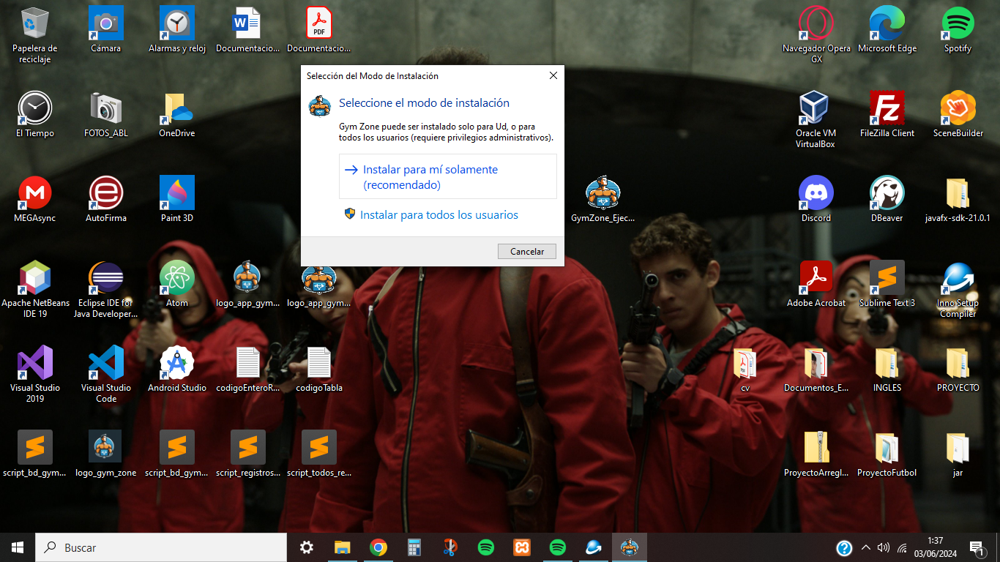 Papelera de
reciclaje
Cámara
Alarmas y reloj
Documentacio...
Documentacio...
PDF
Navegador Opera
GX
Microsoft Edge
Spotify
Selección del Modo de Instalación
Seleccione el modo de instalación
Gym Zone puede ser instalado solo para Ud, o para
todos los usuarios (requiere privilegios administrativos).
Instalar para mí solamente
(recomendado)
Instalar para todos los usuarios
Cancelar
El Tiempo
FOTOS_ABL
OneDrive
Oracle VM
VirtualBox
FileZilla Client
SceneBuilder
MEGAsync
AutoFirma
Paint 3D
GymZone_Ejec...
Discord
DBeaver
javafx-sdk-21.0.1
Apache NetBeans
IDE 19
Eclipse IDE for
Java Developer...
Atom
logo_app_gym...
logo_app_gym...
Adobe Acrobat
Sublime Text 3
Inno Setup
Compiler
Visual Studio
2019
Visual Studio
Code
Android Studio
codigoEnteroR...
codigoTabla
cv
Documentos_E...
INGLES
PROYECTO
script_bd_gym...
logo_gym_zone
script_bd_gym...
script_registros...
script_todos_re...
ProyectoArregl...
ProyectoFutbol
jar
Buscar
1:37
03/06/2024
1